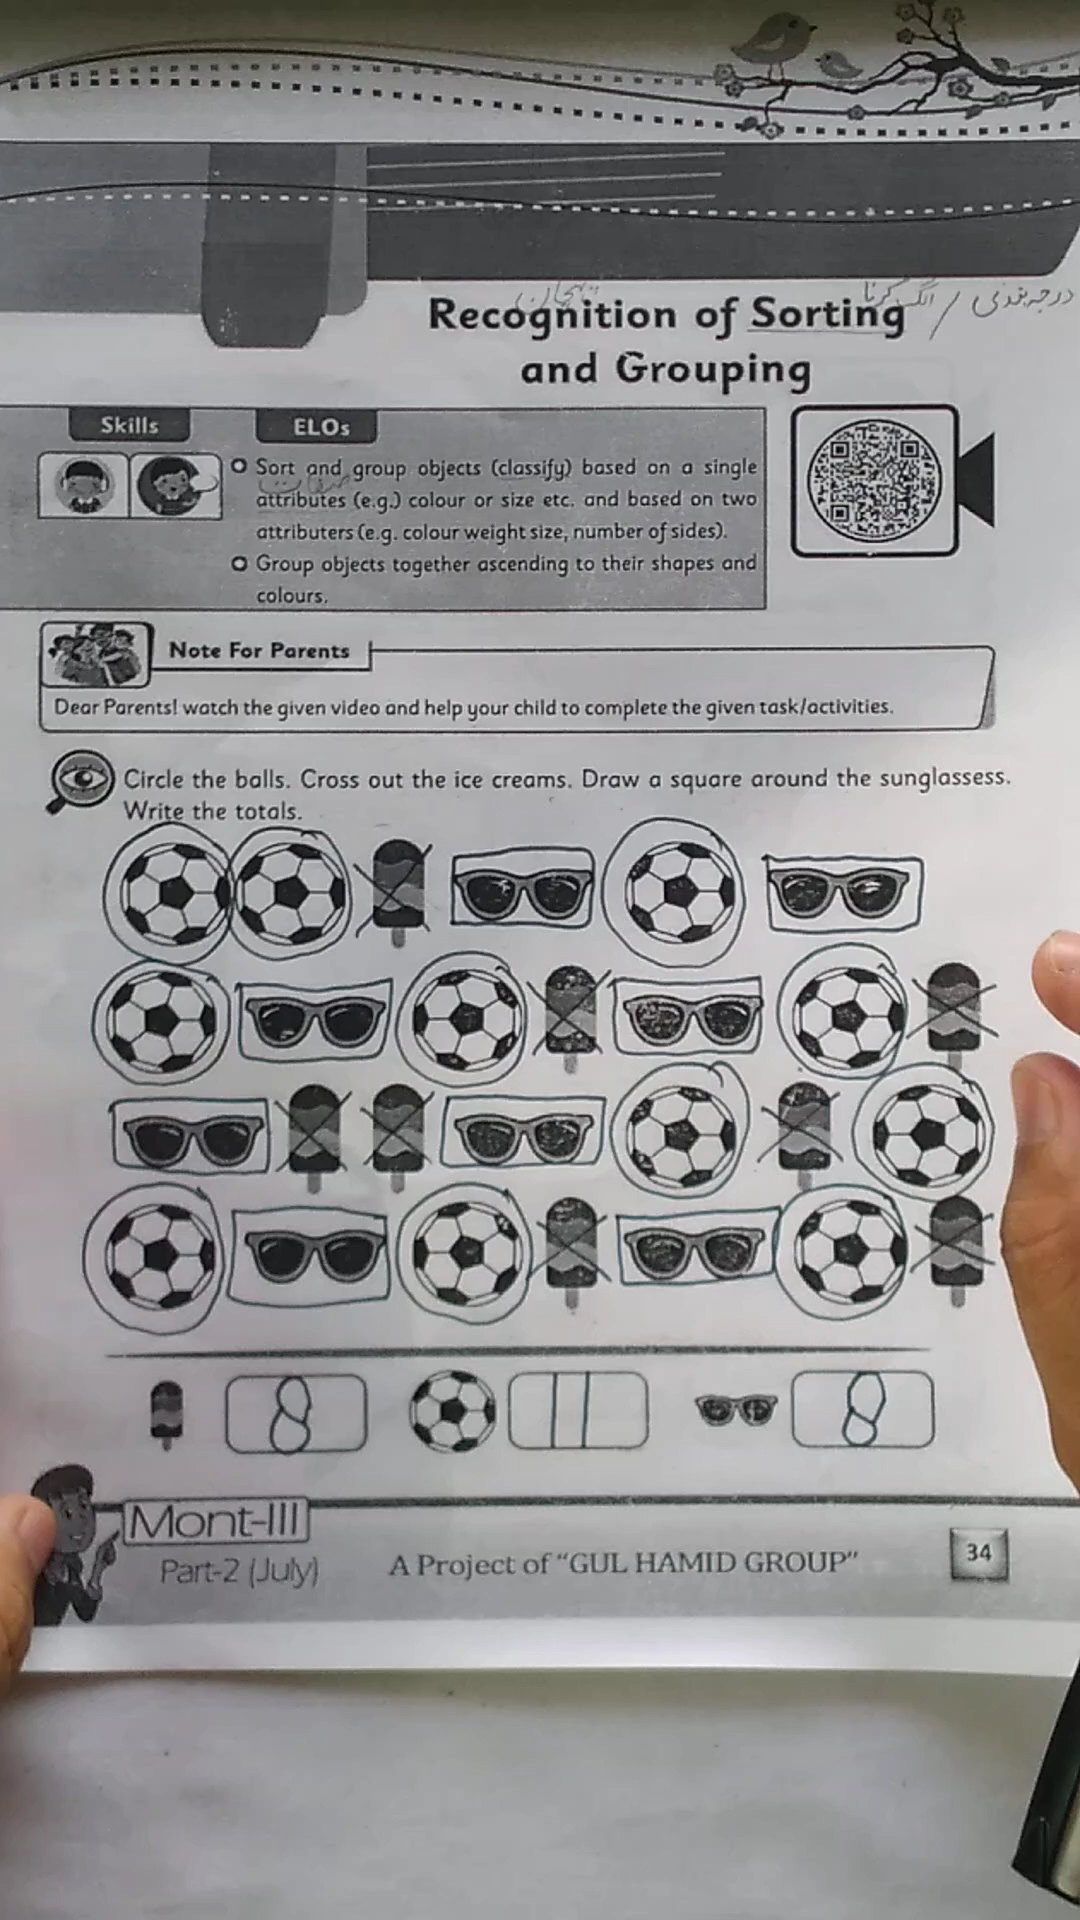 پہچان
الگ کرنا / درجہ بندی
Recognition of Sorting
and Grouping
Skills
ELOs
Sort and group objects (classify) based on a single
صفات
attributes (e.g.) colour or size etc. and based on two
attributers (e.g. colour weight size, number of sides).
Group objects together ascending to their shapes and
colours.
Note For Parents
Dear Parents! watch the given video and help your child to complete the given task/activities.
Circle the balls. Cross out the ice creams. Draw a square around the sunglassess.
Write the totals.
8 11 8
Mont-III
Part-2 (July)
A Project of "GUL HAMID GROUP"
34